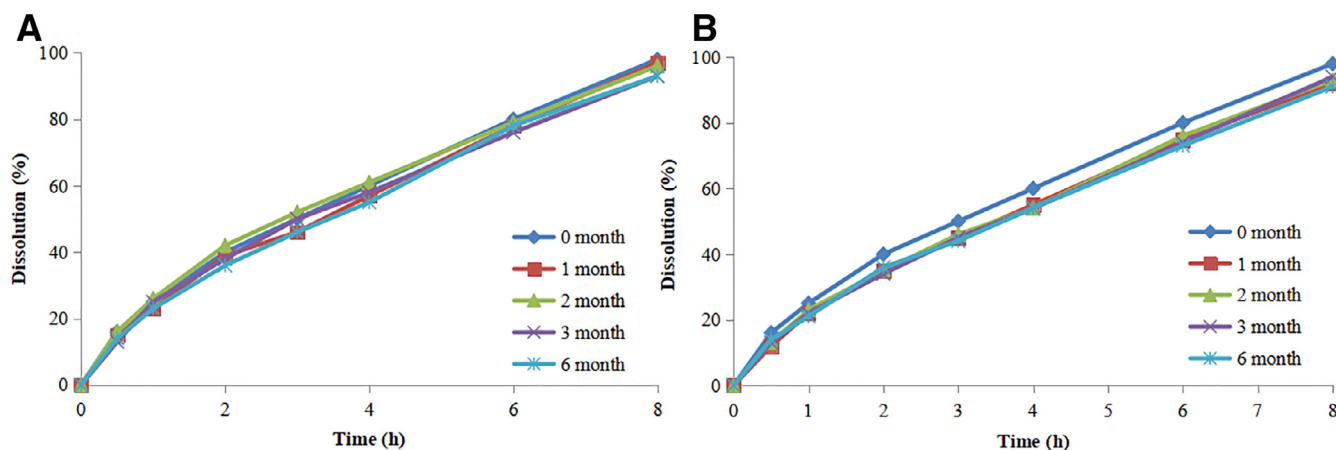 A
Dissolution (%)
100
80
60
40
20
0
0 month
1 month
2 month
3 month
6 month
0 2 4 6 8
Time (h)
B
Dissolution (%)
100
80
60
40
20
0
0 month
1 month
2 month
3 month
6 month
0 1 2 3 4 5 6 7 8
Time (h)